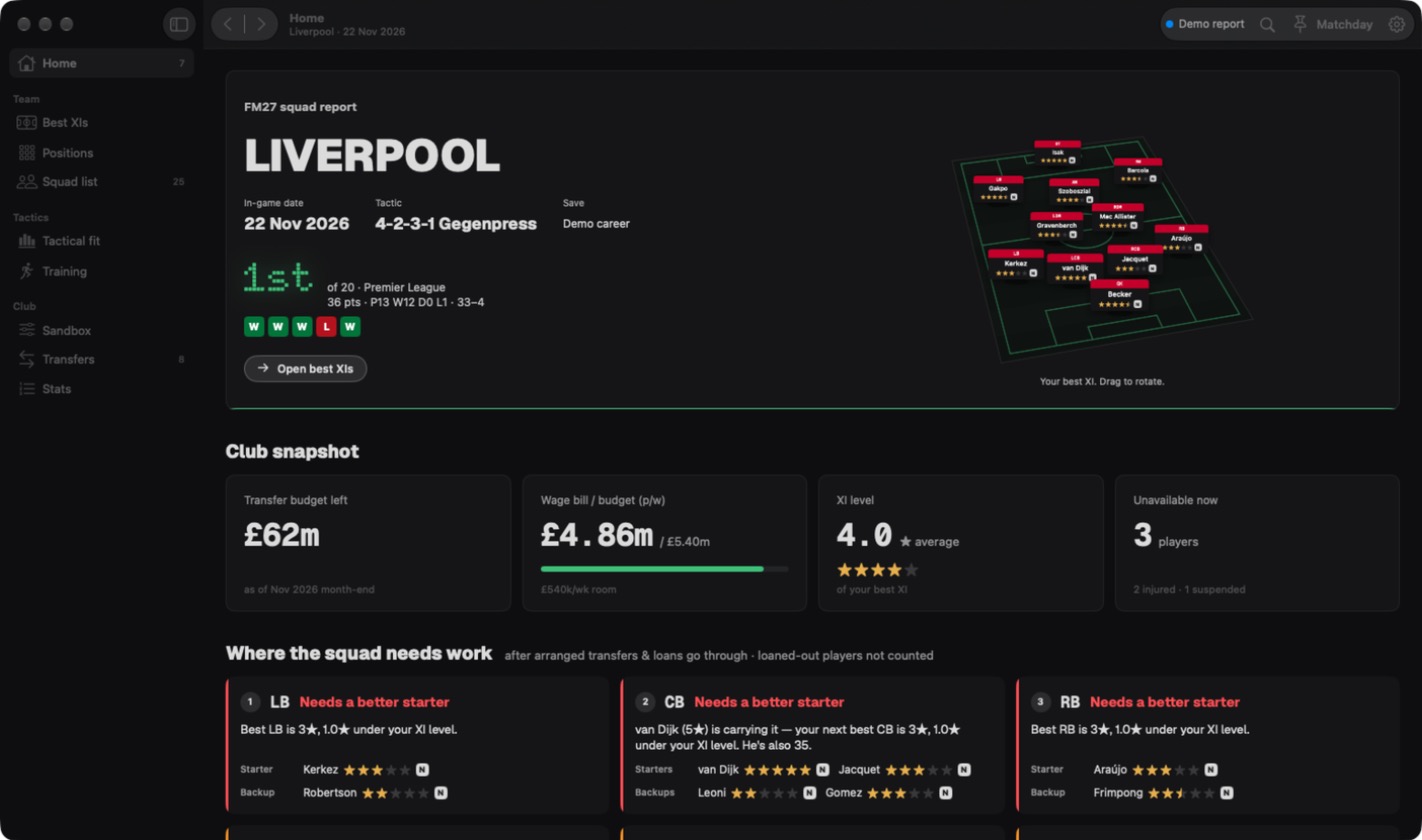 Home
Liverpool · 22 Nov 2026
Demo report
Matchday
Home 7
Team
Best XIs
Positions
Squad list 25
Tactics
Tactical fit
Training
Club
Sandbox
Transfers 8
Stats
FM27 squad report
LIVERPOOL
In-game date Tactic Save
22 Nov 2026 4-2-3-1 Gegenpress Demo career
1st of 20 · Premier League
36 pts · P13 W12 D0 L1 · 33–4
W W W L W
Open best XIs
Isak
Barcola
Gakpo
Szoboszlai
Mac Allister
Gravenberch
Araújo
Kerkez
van Dijk
Jacquet
Becker
Your best XI. Drag to rotate.
Club snapshot
Transfer budget left
£62m
as of Nov 2026 month-end
Wage bill / budget (p/w)
£4.86m / £5.40m
£540k/wk room
XI level
4.0 ★ average
of your best XI
Unavailable now
3 players
2 injured · 1 suspended
Where the squad needs work after arranged transfers & loans go through · loaned-out players not counted
1 LB Needs a better starter
Best LB is 3★, 1.0★ under your XI level.
Starter Kerkez N
Backup Robertson N
2 CB Needs a better starter
van Dijk (5★) is carrying it — your next best CB is 3★, 1.0★
under your XI level. He's also 35.
Starters van Dijk N Jacquet N
Backups Leoni N Gomez N
3 RB Needs a better starter
Best RB is 3★, 1.0★ under your XI level.
Starter Araújo N
Backup Frimpong N